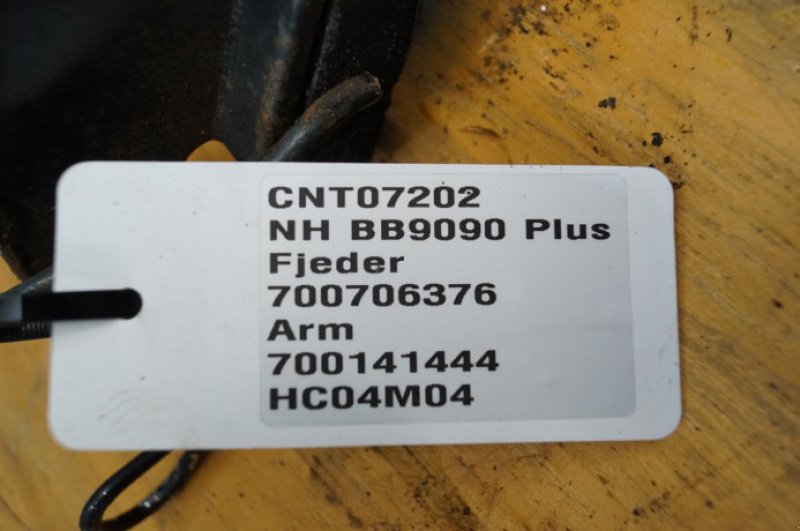 CNT07202
NH BB9090 Plus
Fjeder
700706376
Arm
700141444
HC04M04